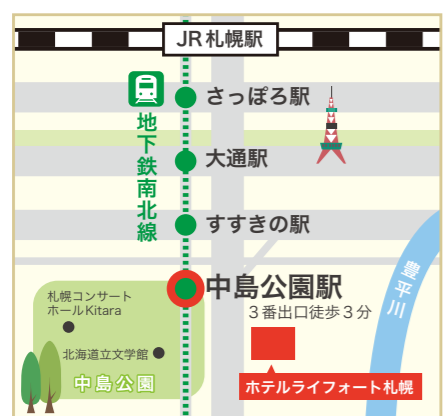 JR札幌駅
さっぽろ駅
地下鉄南北線
大通駅
すすきの駅
中島公園駅
3番出口徒歩3分
豊平川
札幌コンサート
ホールKitara
北海道立文学館
中島公園
ホテルライフォート札幌